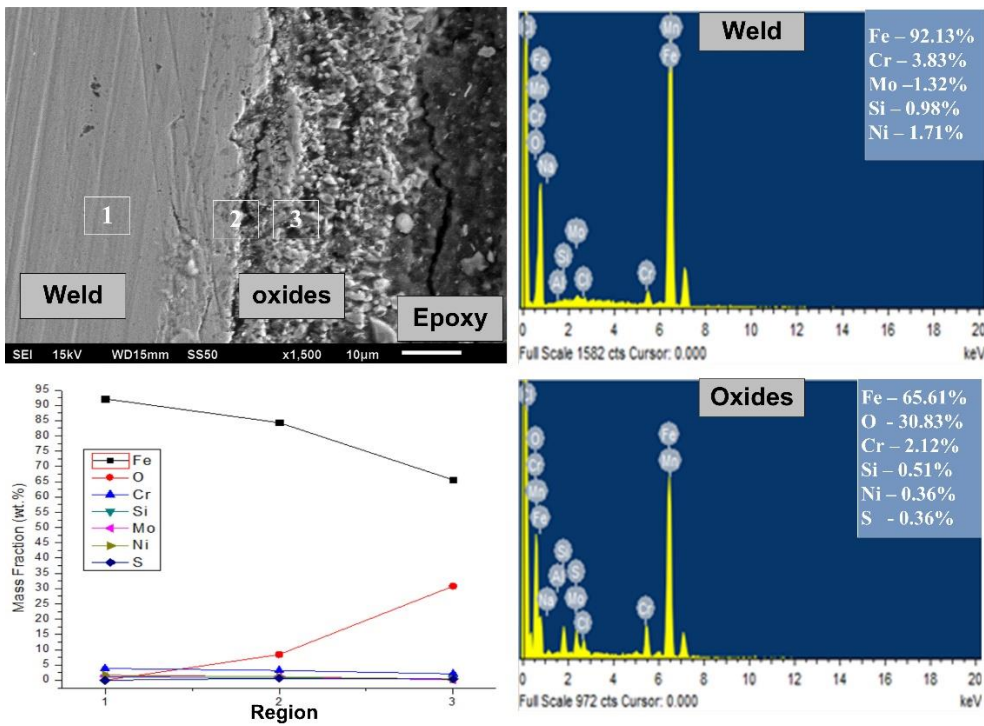 1
2
3
Weld
oxides
Epoxy
SEI 15kV WD15mm SS50 x1,500 10µm
Weld
Fe – 92.13%
Cr – 3.83%
Mo –1.32%
Si – 0.98%
Ni – 1.71%
Mo
Fe
Fe
Mo
Cr
O
Na
Mo
Si
Al
Cl
Cr
0 2 4 6 8 10 12 14 16 18 20
Full Scale 1582 cts Cursor: 0.000
keV
Mass Fraction (wt.%)
95
90
85
80
75
70
65
60
55
50
45
40
35
30
25
20
15
10
5
0
Fe
O
Cr
Si
Mo
Ni
S
1 2 3
Region
Oxides
Fe – 65.61%
O - 30.83%
Cr – 2.12%
Si – 0.51%
Ni – 0.36%
S - 0.36%
O
Cr
Mo
Fe
Na
Si
Al
S
Mo
Cl
Cr
Fe
Mo
0 2 4 6 8 10 12 14 16 18 20
Full Scale 972 cts Cursor: 0.000
keV